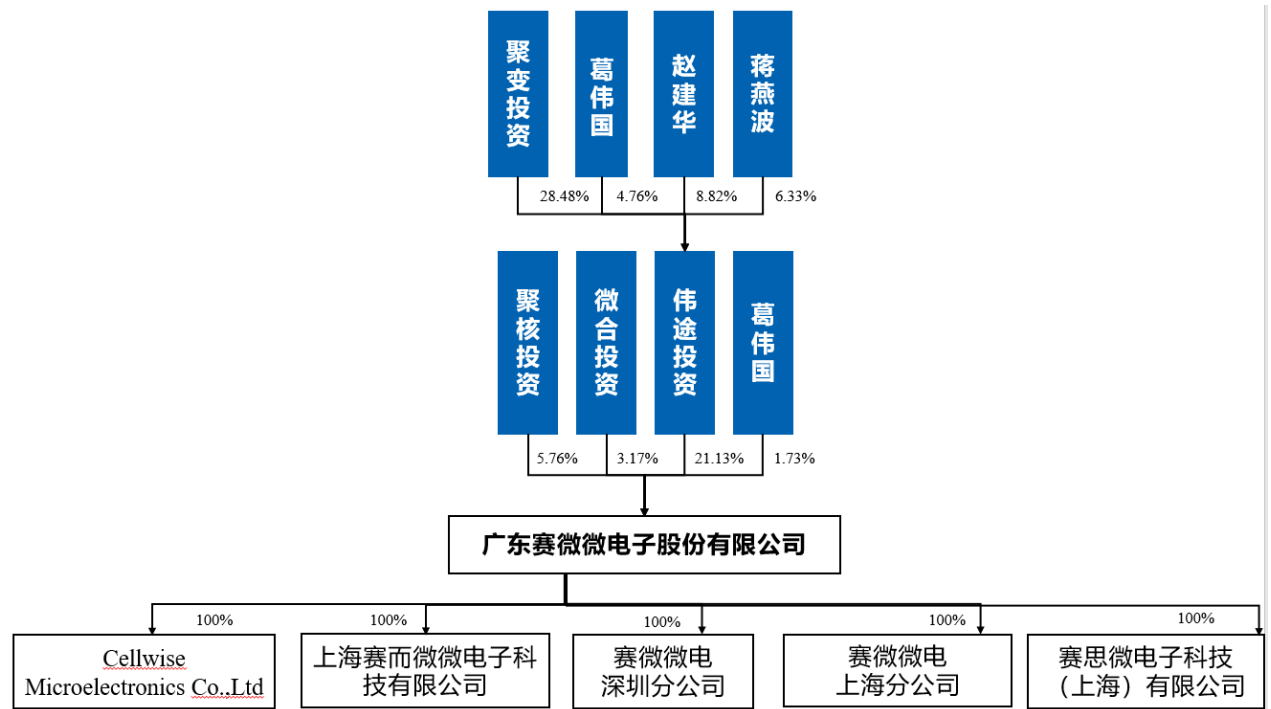 聚变投资
葛伟国
赵建华
蒋燕波
28.48%
4.76%
8.82%
6.33%
聚核投资
微合投资
伟途投资
葛伟国
5.76%
3.17%
21.13%
1.73%
广东赛微微电子股份有限公司
100%
100%
100%
100%
100%
Cellwise
Microelectronics Co.,Ltd
上海赛而微微电子科
技有限公司
赛微微电
深圳分公司
赛微微电
上海分公司
赛思微电子科技
（上海）有限公司